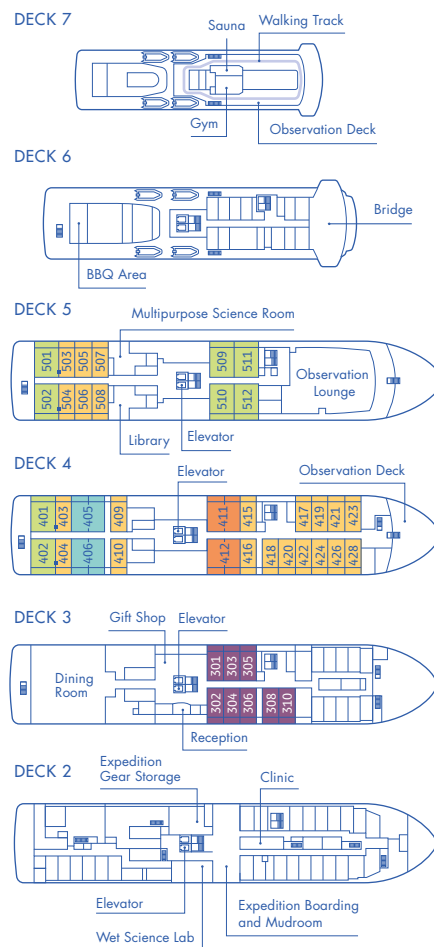 DECK 7
Sauna
Walking Track
Gym
Observation Deck
DECK 6
Bridge
BBQ Area
DECK 5
Multipurpose Science Room
501 503 505 507 509 511
Observation
Lounge
502 504 506 508 510 512
Library
Elevator
DECK 4
Elevator
Observation Deck
401 403 405 409 411 415 417 419 421 423
402 404 406 410 412 416 418 420 422 424 426 428
DECK 3
Gift Shop
Elevator
Dining
Room
301 303 305
302 304 306 308 310
Reception
DECK 2
Expedition
Gear Storage
Clinic
Elevator
Wet Science Lab
Expedition Boarding
and Mudroom